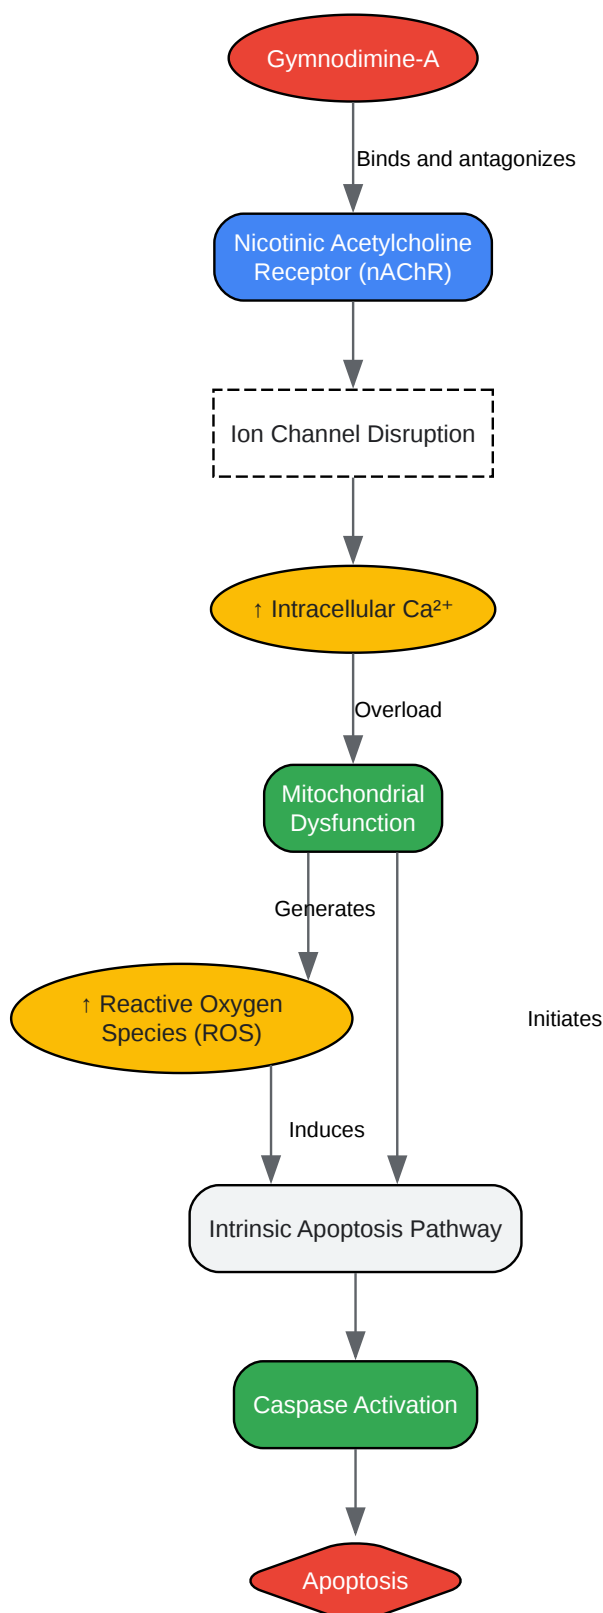 Gymnodimine-A
Binds and antagonizes
Nicotinic Acetylcholine
Receptor (nAChR)
Ion Channel Disruption
↑ Intracellular Ca²⁺
Overload
Mitochondrial
Dysfunction
Generates
↑ Reactive Oxygen
Species (ROS)
Initiates
Induces
Intrinsic Apoptosis Pathway
Caspase Activation
Apoptosis